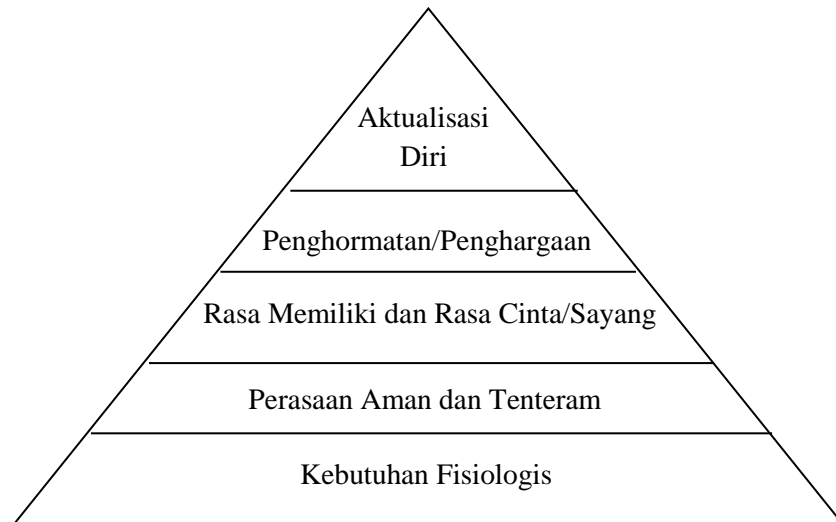 Aktualisasi
Diri
Penghormatan/Penghargaan
Rasa Memiliki dan Rasa Cinta/Sayang
Perasaan Aman dan Tenteram
Kebutuhan Fisiologis